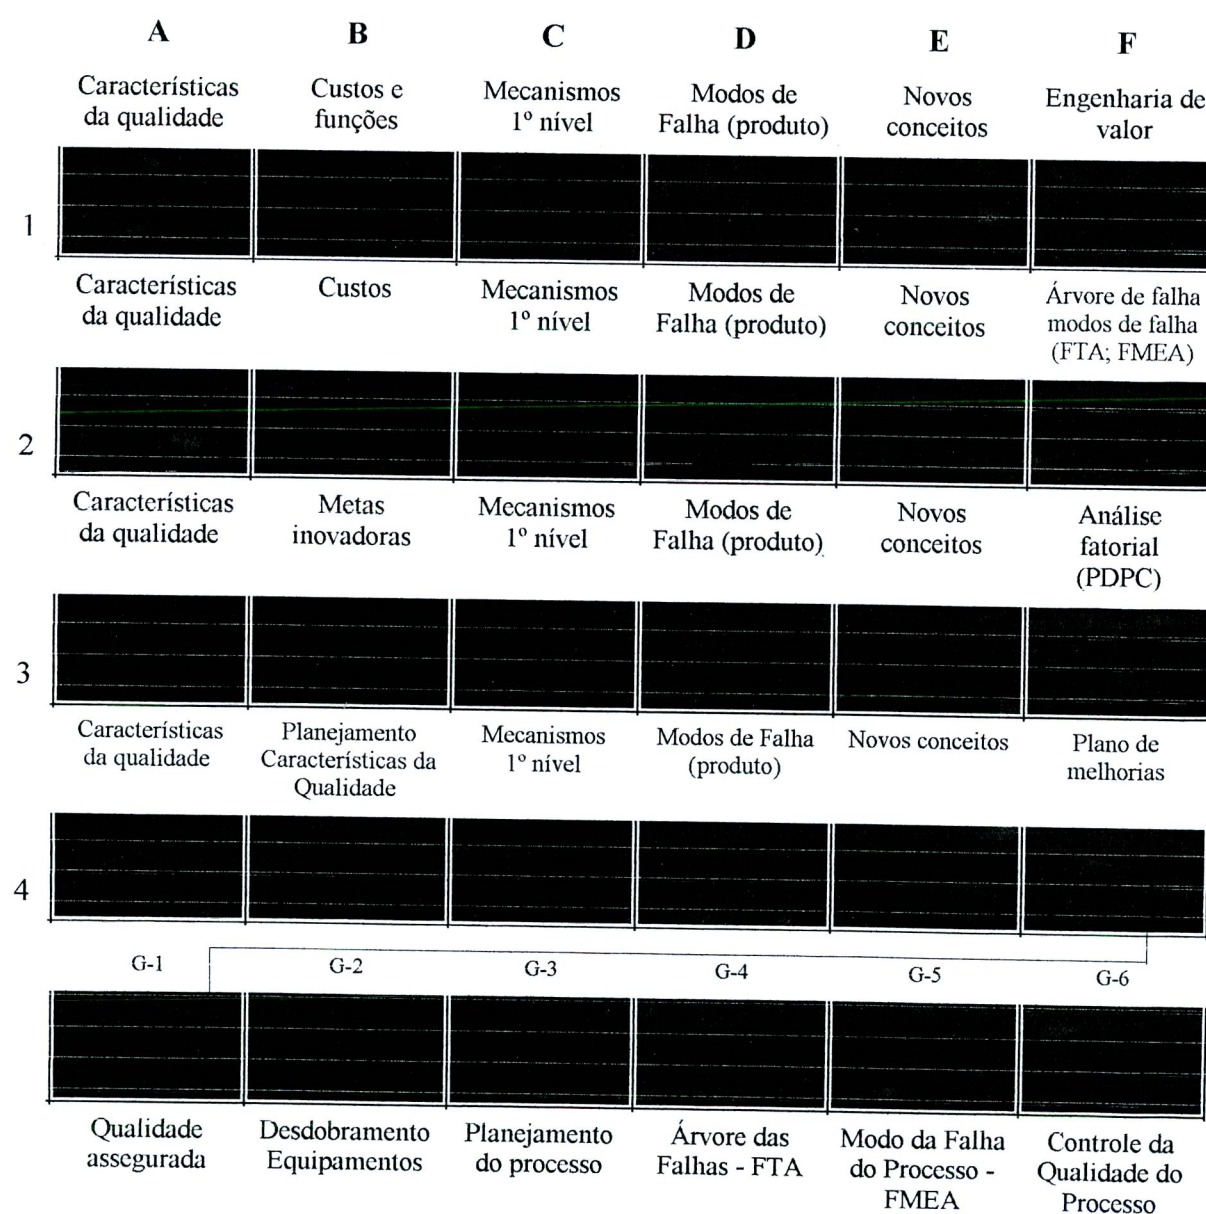 A B C D E F
Características Custos e Mecanismos Modos de Novos Engenharia de
da qualidade funções 1º nível Falha (produto) conceitos valor
1
Características Custos Mecanismos Modos de Novos Árvore de falha
da qualidade 1º nível Falha (produto) conceitos modos de falha
(FTA; FMEA)
2
Características Metas Mecanismos Modos de Novos Análise
da qualidade inovadoras 1º nível Falha (produto) conceitos fatorial
(PDPC)
3
Características Planejamento Mecanismos Modos de Falha Novos conceitos Plano de
da qualidade Características da 1º nível (produto) melhorias
Qualidade
4
G-1 G-2 G-3 G-4 G-5 G-6
Qualidade Desdobramento Planejamento Árvore das Modo da Falha Controle da
assegurada Equipamentos do processo Falhas - FTA do Processo - Qualidade do
FMEA Processo